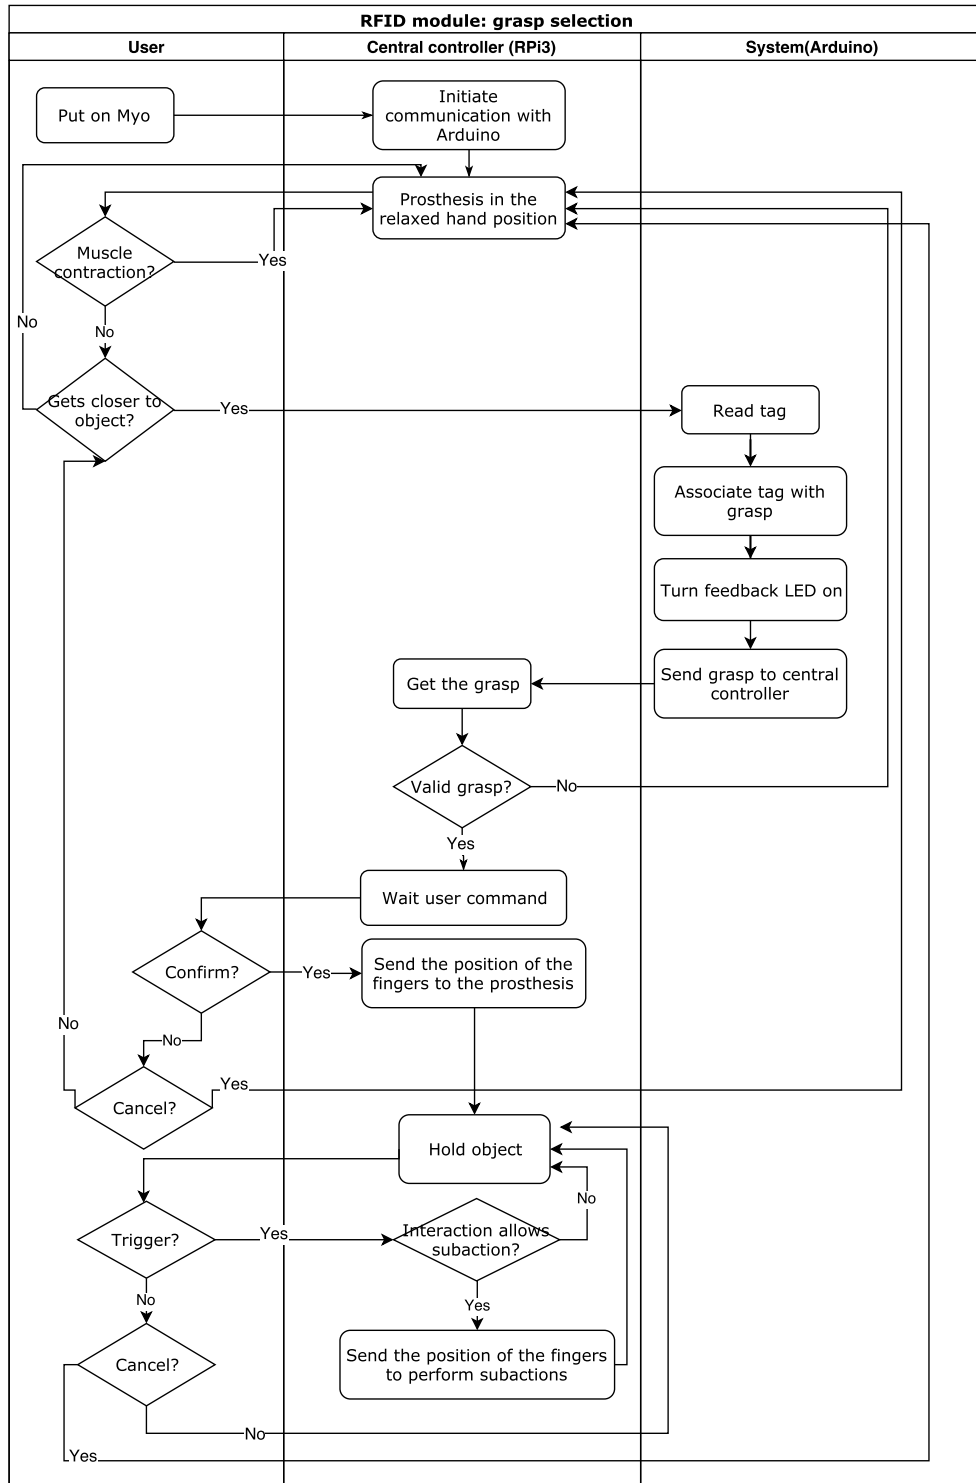 RFID module: grasp selection
User
Central controller (RPi3)
System(Arduino)
Put on Myo
Initiate
communication with
Arduino
Prosthesis in the
relaxed hand position
Muscle
contraction?
Yes
No
No
Gets closer to
object?
Yes
Read tag
Associate tag with
grasp
Turn feedback LED on
Send grasp to central
controller
Get the grasp
Valid grasp?
No
Yes
Wait user command
Confirm?
Yes
Send the position of the
fingers to the prosthesis
No
No
Cancel?
Yes
Hold object
Trigger?
Yes
Interaction allows
subaction?
No
No
Yes
Cancel?
Send the position of the fingers
to perform subactions
No
Yes